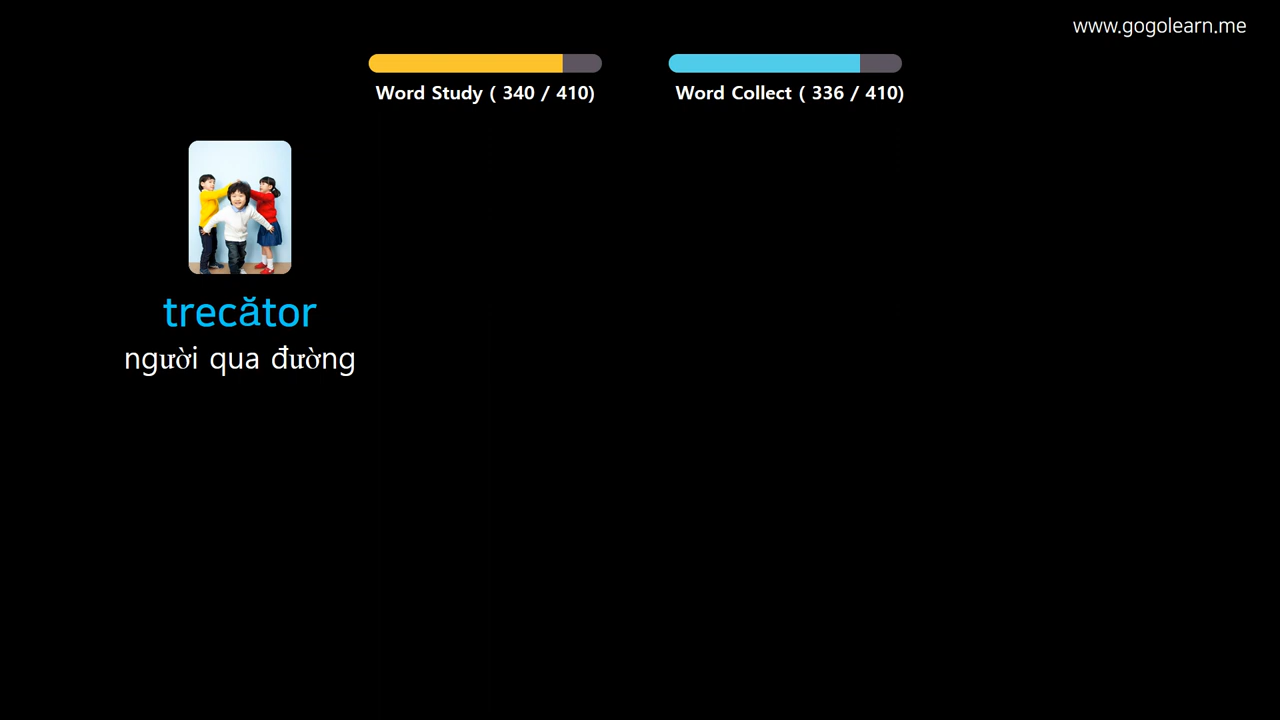 www.gogolearn.me
Word Study ( 340 / 410)
Word Collect ( 336 / 410)
trecător
người qua đường